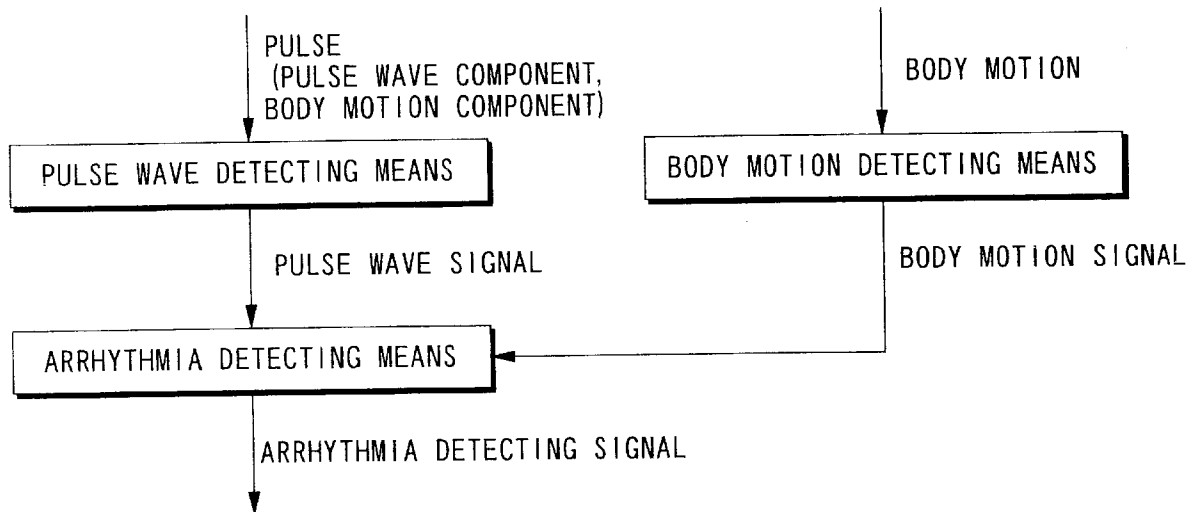 PULSE
(PULSE WAVE COMPONENT,
BODY MOTION COMPONENT)
BODY MOTION
PULSE WAVE DETECTING MEANS
BODY MOTION DETECTING MEANS
PULSE WAVE SIGNAL
BODY MOTION SIGNAL
ARRHYTHMIA DETECTING MEANS
ARRHYTHMIA DETECTING SIGNAL